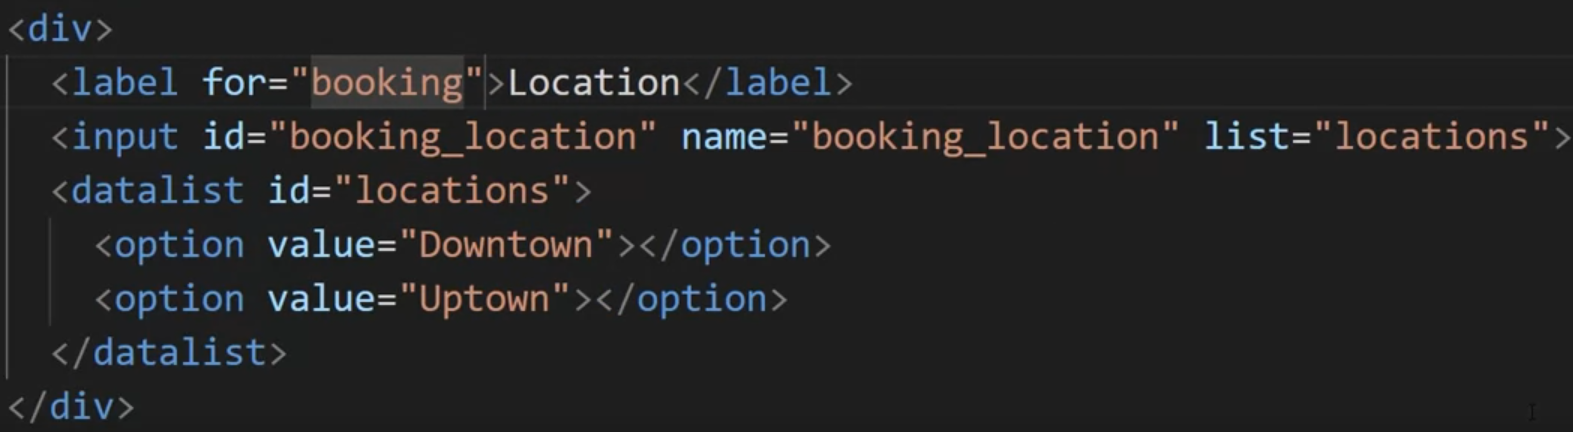 <div>
<label for="booking">Location</label>
<input id="booking_location" name="booking_location" list="locations">
<datalist id="locations">
<option value="Downtown"></option>
<option value="Uptown"></option>
</datalist>
</div>